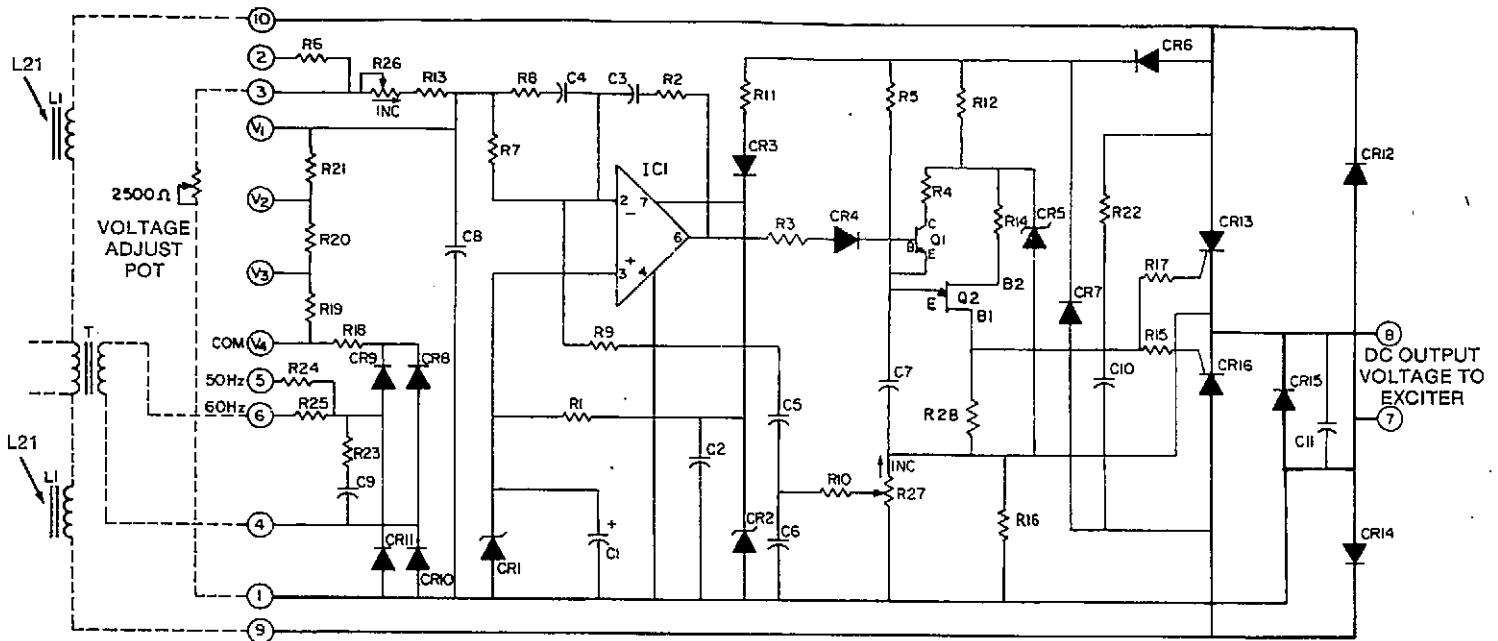 10
CR6
2
R6
L21
L1
R26
3
R13
R8
C4
C3
R2
INC
R11
R5
R12
V1
CR12
R7
IC1
CR3
R21
2500Ω
2
7
R4
V2
−
R14
CR5
R22
VOLTAGE
ADJUST
POT
R3
CR4
C
B
Q1
E
CR13
R20
C8
6
V3
+
3
4
R17
R19
E
Q2
B2
CR7
B1
T
COM
V4
R18
R9
R15
8
CR9
CR8
DC OUTPUT
VOLTAGE TO
EXCITER
C7
C10
CR16
CR15
R24
50Hz
5
60Hz
6
R25
R1
C5
R28
7
L21
R23
C2
C11
INC
L1
C9
R10
R27
4
R16
+
CR2
C6
CR14
CR11
CR1
C1
CR10
1
9